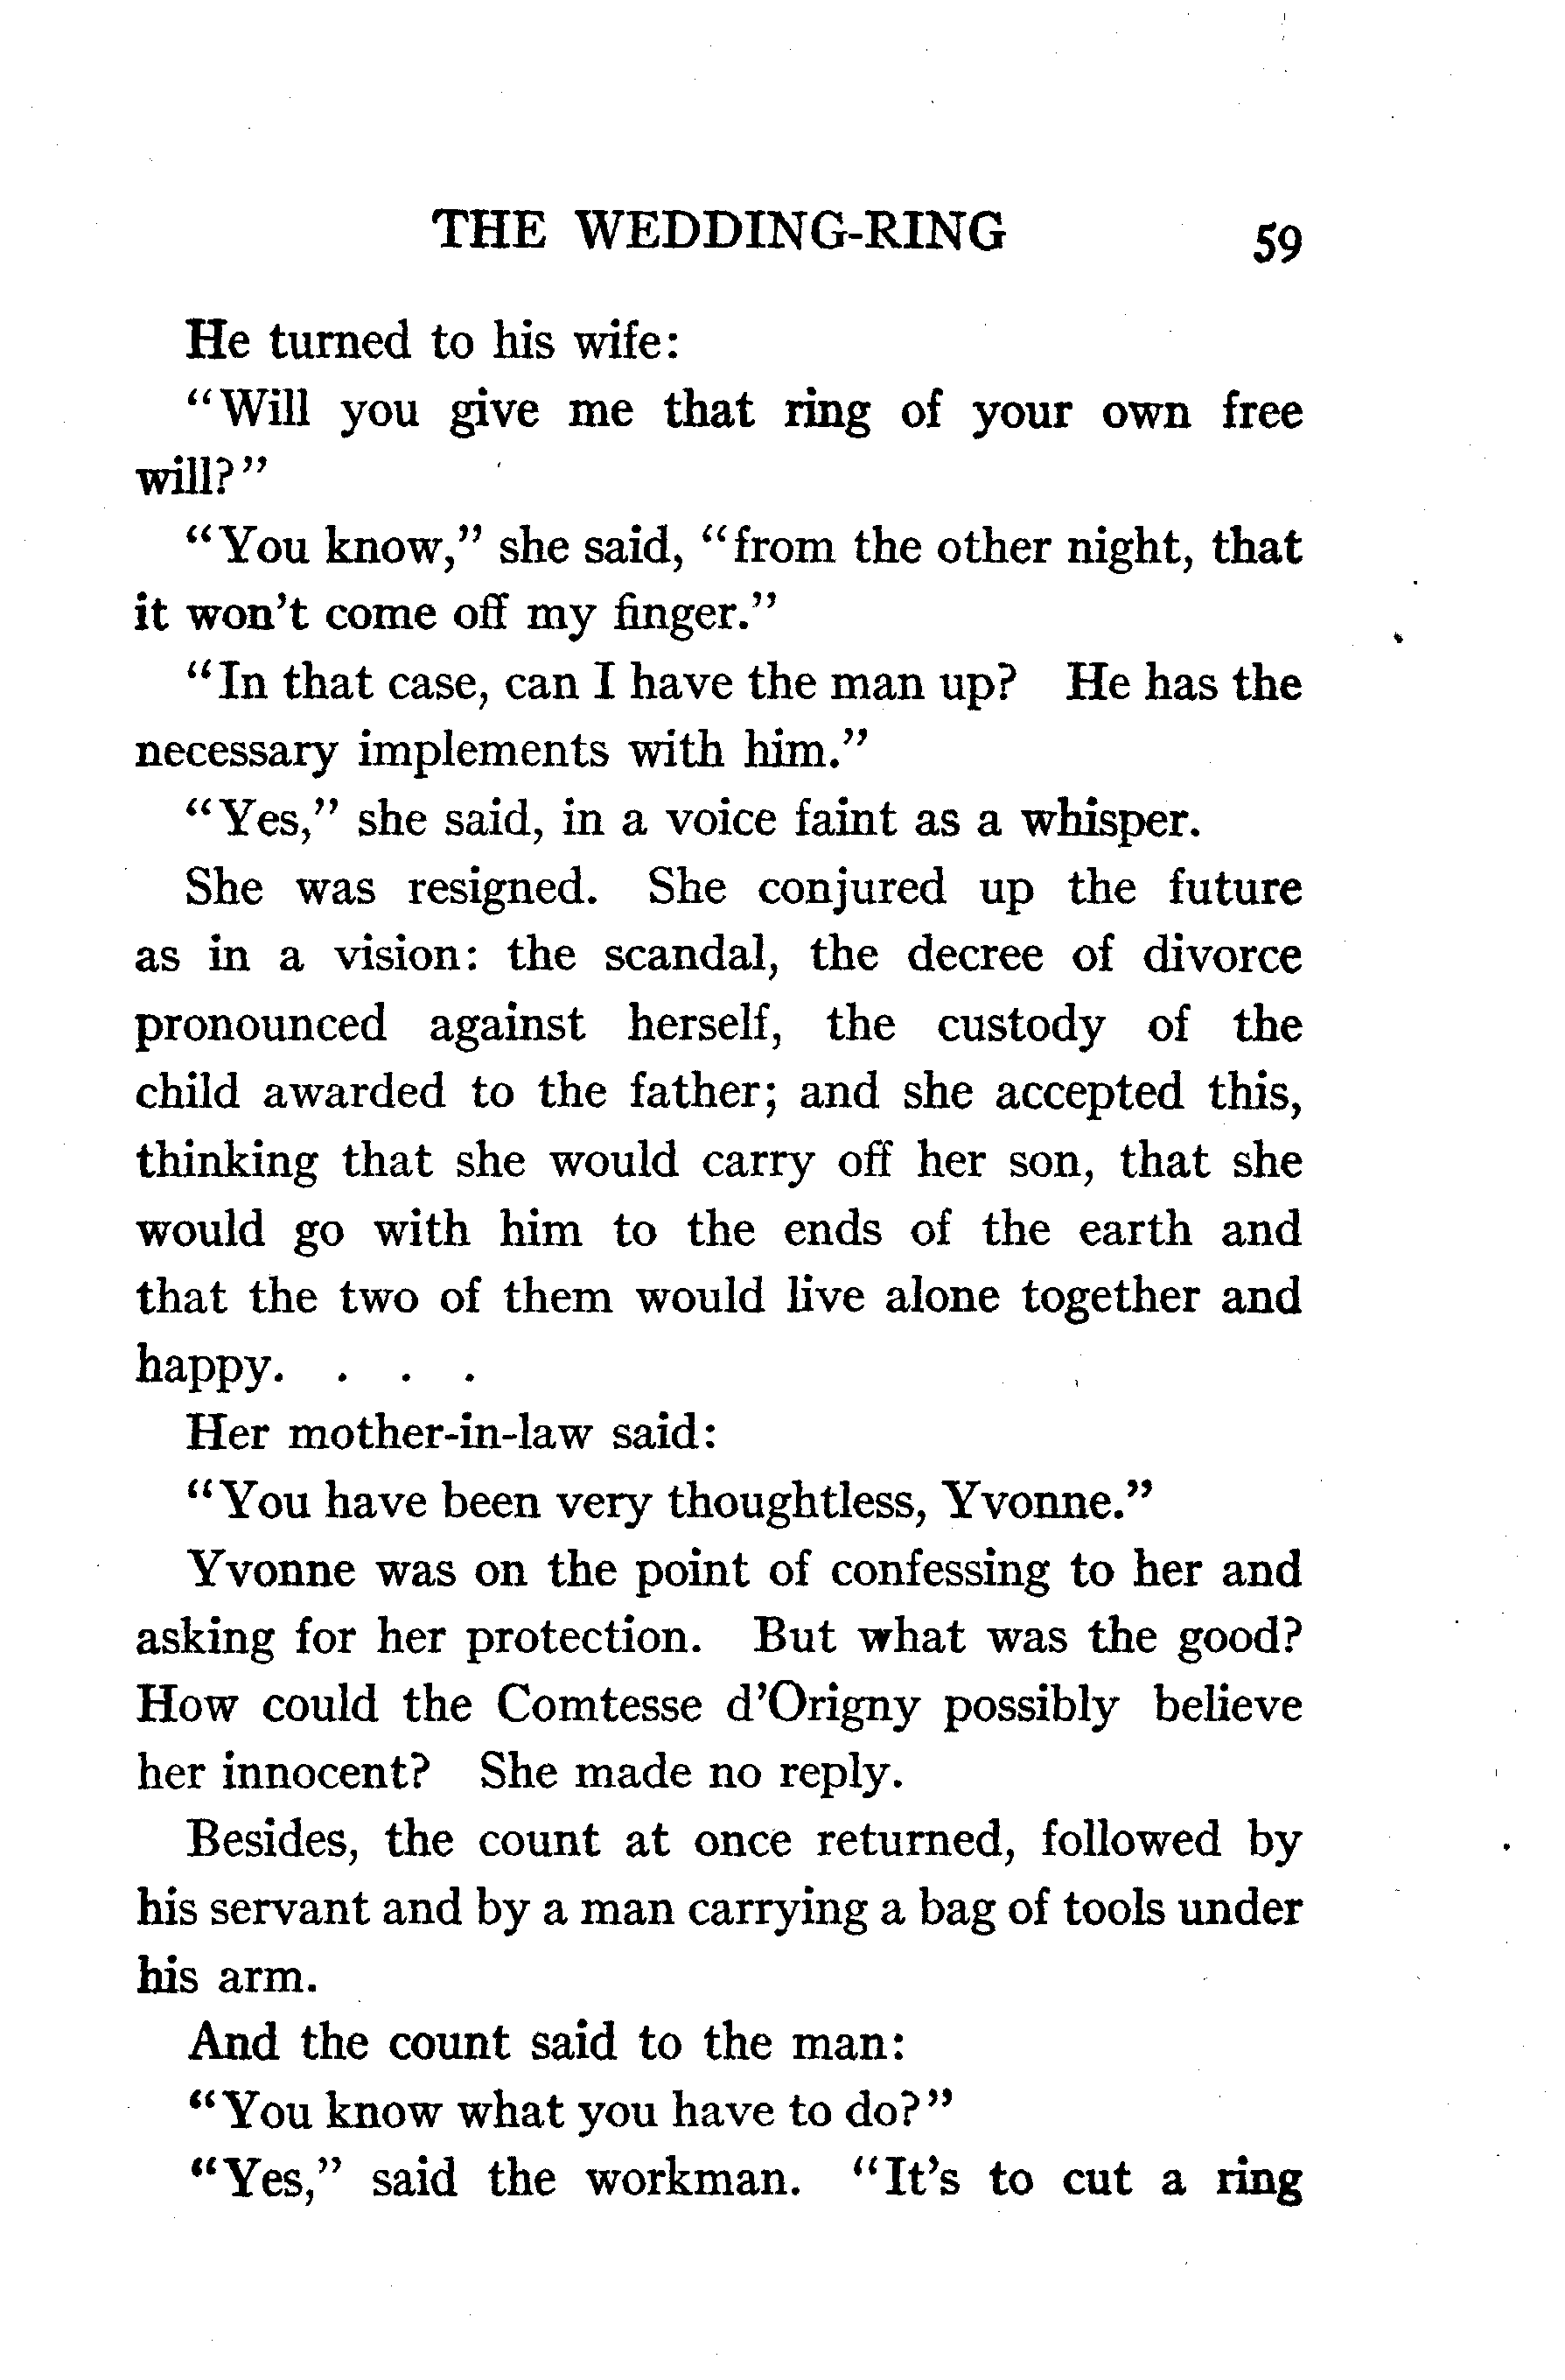 THE WEDDING-RING 59
He turned to his wife:
"Will you give me that ring of your own free
will?"
"You know," she said, "from the other night, that
it won't come off my finger."
"In that case, can I have the man up? He has the
necessary implements with him."
"Yes," she said, in a voice faint as a whisper.
She was resigned. She conjured up the future
as in a vision: the scandal, the decree of divorce
pronounced against herself, the custody of the
child awarded to the father; and she accepted this,
thinking that she would carry off her son, that she
would go with him to the ends of the earth and
that the two of them would live alone together and
happy. . . .
Her mother-in-law said:
"You have been very thoughtless, Yvonne."
Yvonne was on the point of confessing to her and
asking for her protection. But what was the good?
How could the Comtesse d'Origny possibly believe
her innocent? She made no reply.
Besides, the count at once returned, followed by
his servant and by a man carrying a bag of tools under
his arm.
And the count said to the man:
"You know what you have to do?"
"Yes," said the workman. "It's to cut a ring